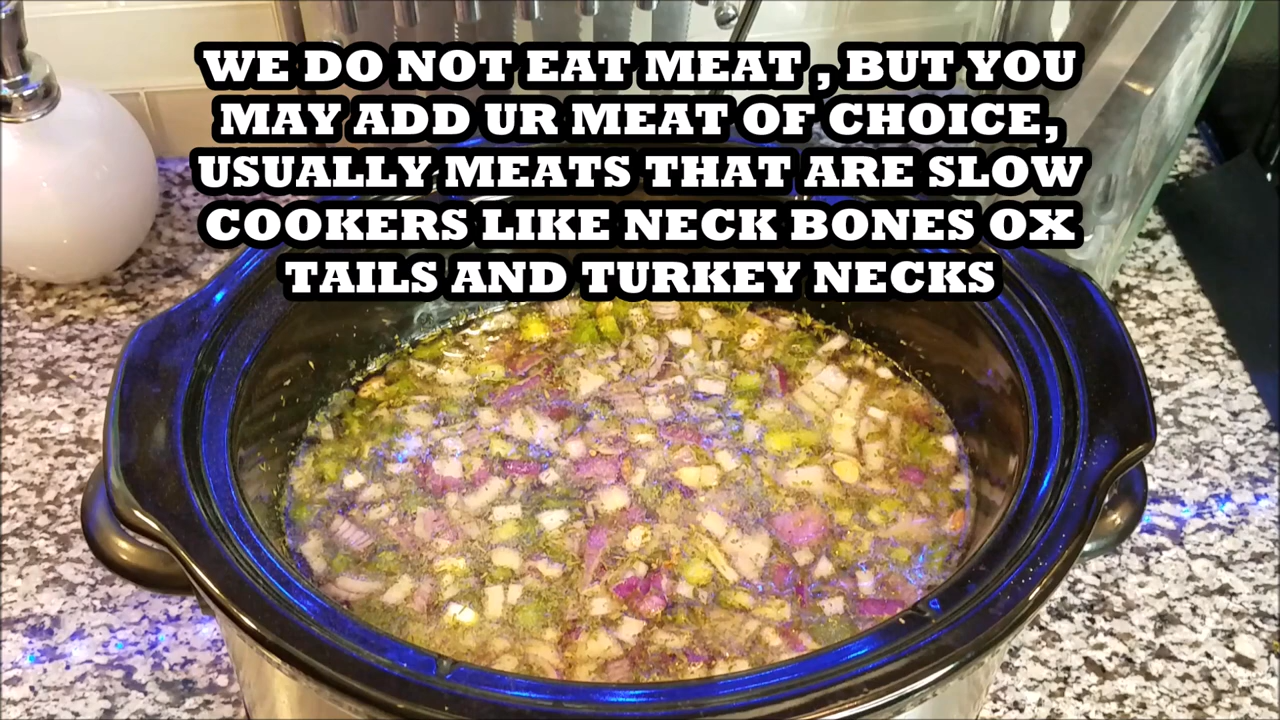 WE DO NOT EAT MEAT , BUT YOU
MAY ADD UR MEAT OF CHOICE,
USUALLY MEATS THAT ARE SLOW
COOKERS LIKE NECK BONES OX
TAILS AND TURKEY NECKS